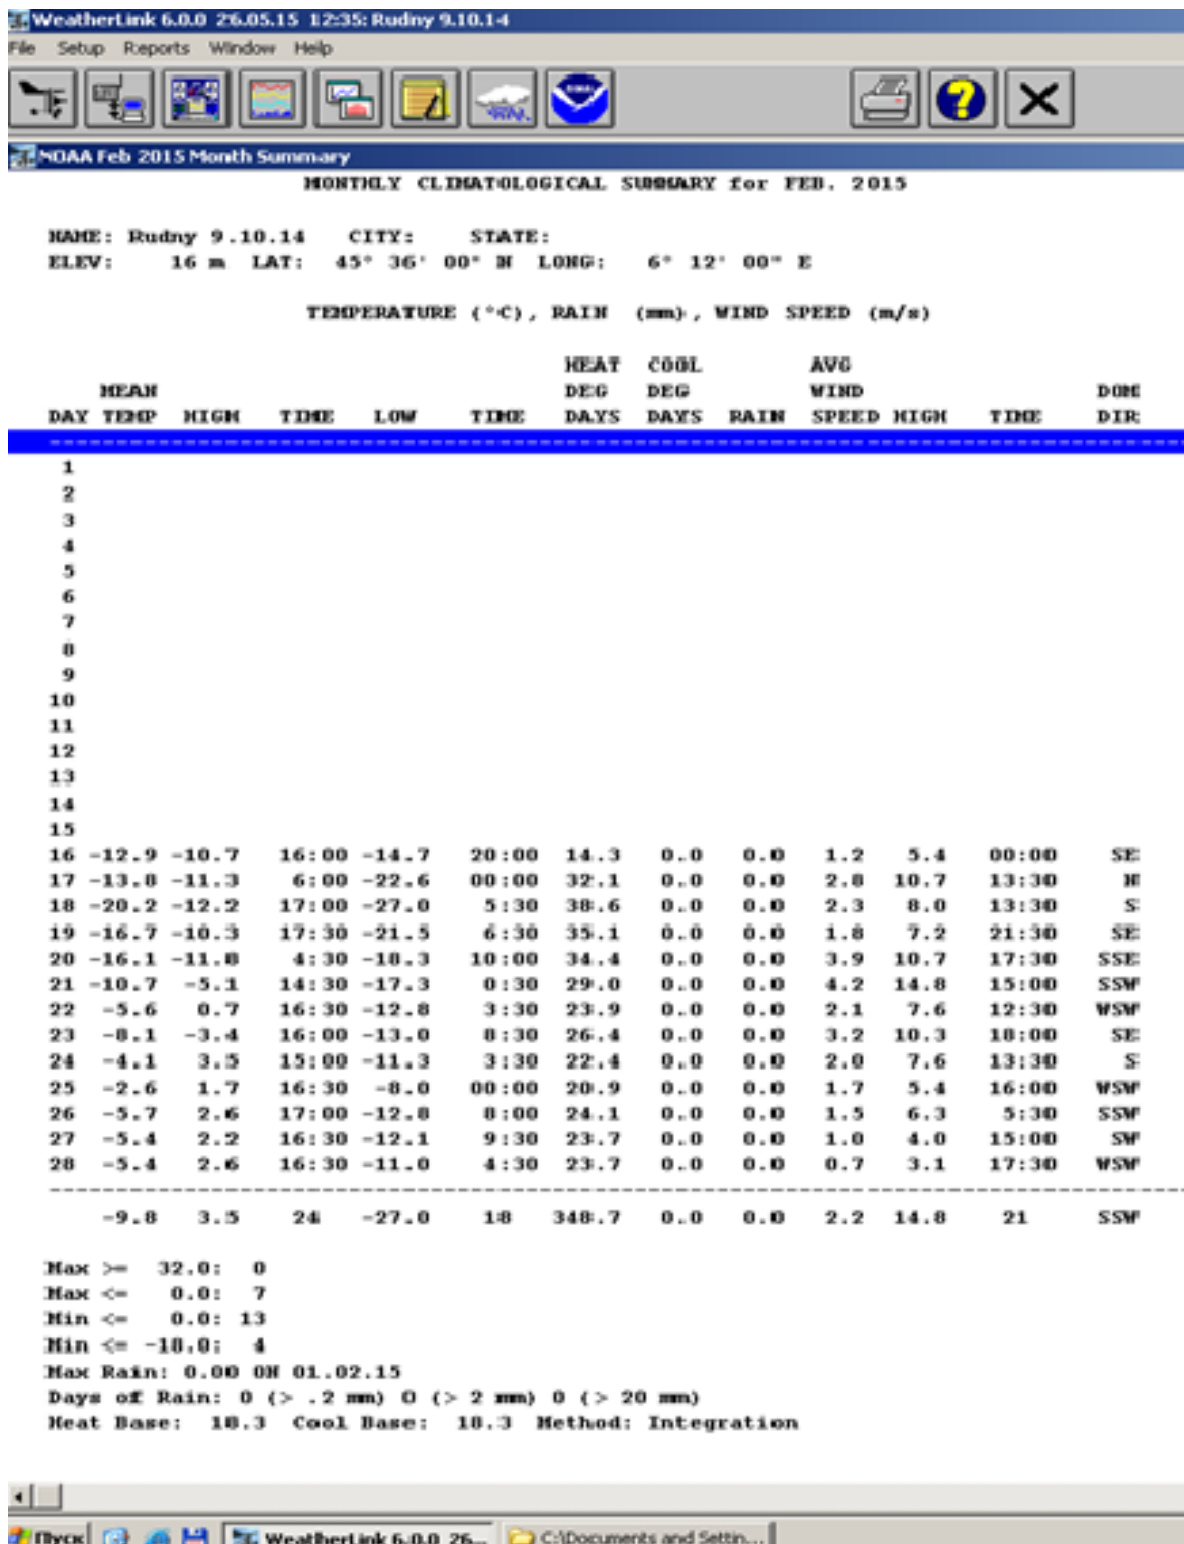 WeatherLink 6.0.0 26.05.15 12:35: Rudny 9.10.14
File Setup Reports Window Help
NOAA Feb 2015 Month Summary
MONTHLY CLIMATOLOGICAL SUMMARY for FEB. 2015
NAME: Rudny 9.10.14 CITY: STATE:
ELEV: 16 m LAT: 45° 36' 00" N LONG: 6° 12' 00" E
TEMPERATURE (°C), RAIN (mm), WIND SPEED (m/s)
HEAT COOL AVG
MEAN DEG DEG WIND DOM
DAY TEMP HIGH TIME LOW TIME DAYS DAYS RAIN SPEED HIGH TIME DIR
------------------------------------------------------------------------------------
1
2
3
4
5
6
7
8
9
10
11
12
13
14
15
16 -12.9 -10.7 16:00 -14.7 20:00 14.3 0.0 0.0 1.2 5.4 00:00 SE
17 -13.8 -11.3 6:00 -22.6 00:00 32.1 0.0 0.0 2.8 10.7 13:30 N
18 -20.2 -12.2 17:00 -27.0 5:30 38.6 0.0 0.0 2.3 8.0 13:30 S
19 -16.7 -10.3 17:30 -21.5 6:30 35.1 0.0 0.0 1.8 7.2 21:30 SE
20 -16.1 -11.8 4:30 -18.3 10:00 34.4 0.0 0.0 3.9 10.7 17:30 SSE
21 -10.7 -5.1 14:30 -17.3 0:30 29.0 0.0 0.0 4.2 14.8 15:00 SSW
22 -5.6 0.7 16:30 -12.8 3:30 23.9 0.0 0.0 2.1 7.6 12:30 WSW
23 -8.1 -3.4 16:00 -13.0 8:30 26.4 0.0 0.0 3.2 10.3 18:00 SE
24 -4.1 3.5 15:00 -11.3 3:30 22.4 0.0 0.0 2.0 7.6 13:30 S
25 -2.6 1.7 16:30 -8.0 00:00 20.9 0.0 0.0 1.7 5.4 16:00 WSW
26 -5.7 2.6 17:00 -12.8 8:00 24.1 0.0 0.0 1.5 6.3 5:30 SSW
27 -5.4 2.2 16:30 -12.1 9:30 23.7 0.0 0.0 1.0 4.0 15:00 SW
28 -5.4 2.6 16:30 -11.0 4:30 23.7 0.0 0.0 0.7 3.1 17:30 WSW
------------------------------------------------------------------------------------
-9.8 3.5 24 -27.0 18 348.7 0.0 0.0 2.2 14.8 21 SSW
Max >= 32.0: 0
Max <= 0.0: 7
Min <= 0.0: 13
Min <= -18.0: 4
Max Rain: 0.00 ON 01.02.15
Days of Rain: 0 (> .2 mm) 0 (> 2 mm) 0 (> 20 mm)
Heat Base: 18.3 Cool Base: 18.3 Method: Integration
Пуск WeatherLink 6.0.0 26... C:\Documents and Settin...